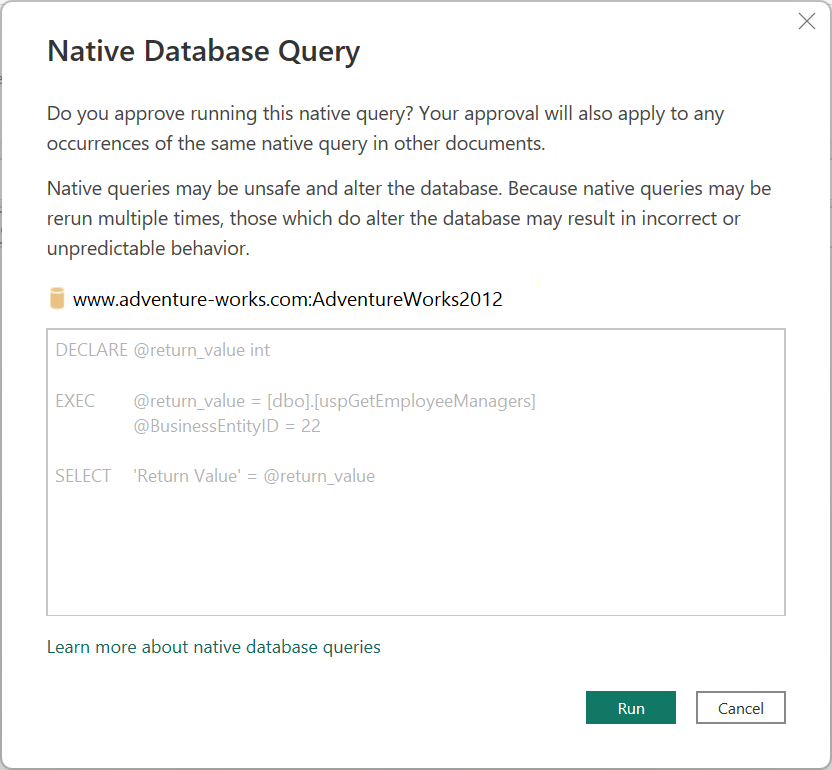 Native Database Query
Do you approve running this native query? Your approval will also apply to any
occurrences of the same native query in other documents.
Native queries may be unsafe and alter the database. Because native queries may be
rerun multiple times, those which do alter the database may result in incorrect or
unpredictable behavior.
www.adventure-works.com:AdventureWorks2012
DECLARE @return_value int
EXEC @return_value = [dbo].[uspGetEmployeeManagers]
@BusinessEntityID = 22
SELECT 'Return Value' = @return_value
Learn more about native database queries
Run Cancel